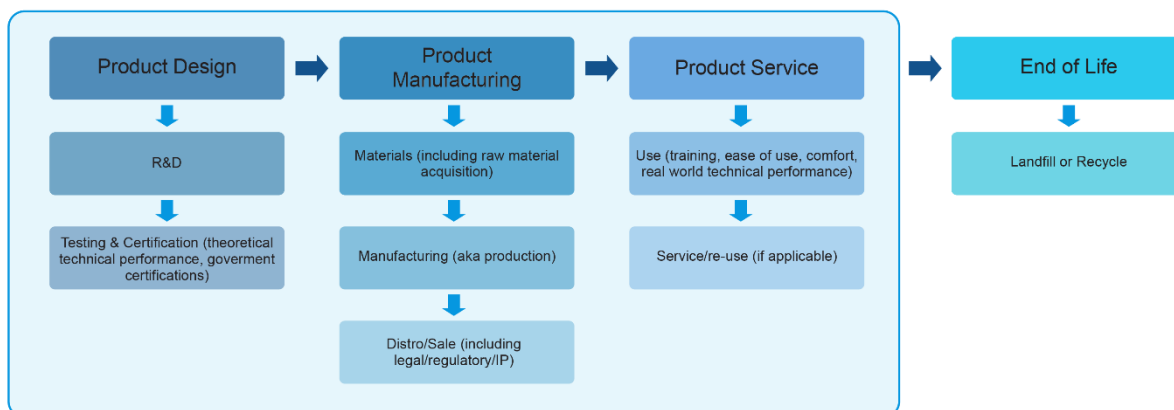 Product Design
Product
Manufacturing
Product Service
End of Life
R&D
Materials (including raw material
acquisition)
Use (training, ease of use, comfort,
real world technical performance)
Landfill or Recycle
Testing & Certification (theoretical
technical performance, goverment
certifications)
Manufacturing (aka production)
Service/re-use (if applicable)
Distro/Sale (including
legal/regulatory/IP)